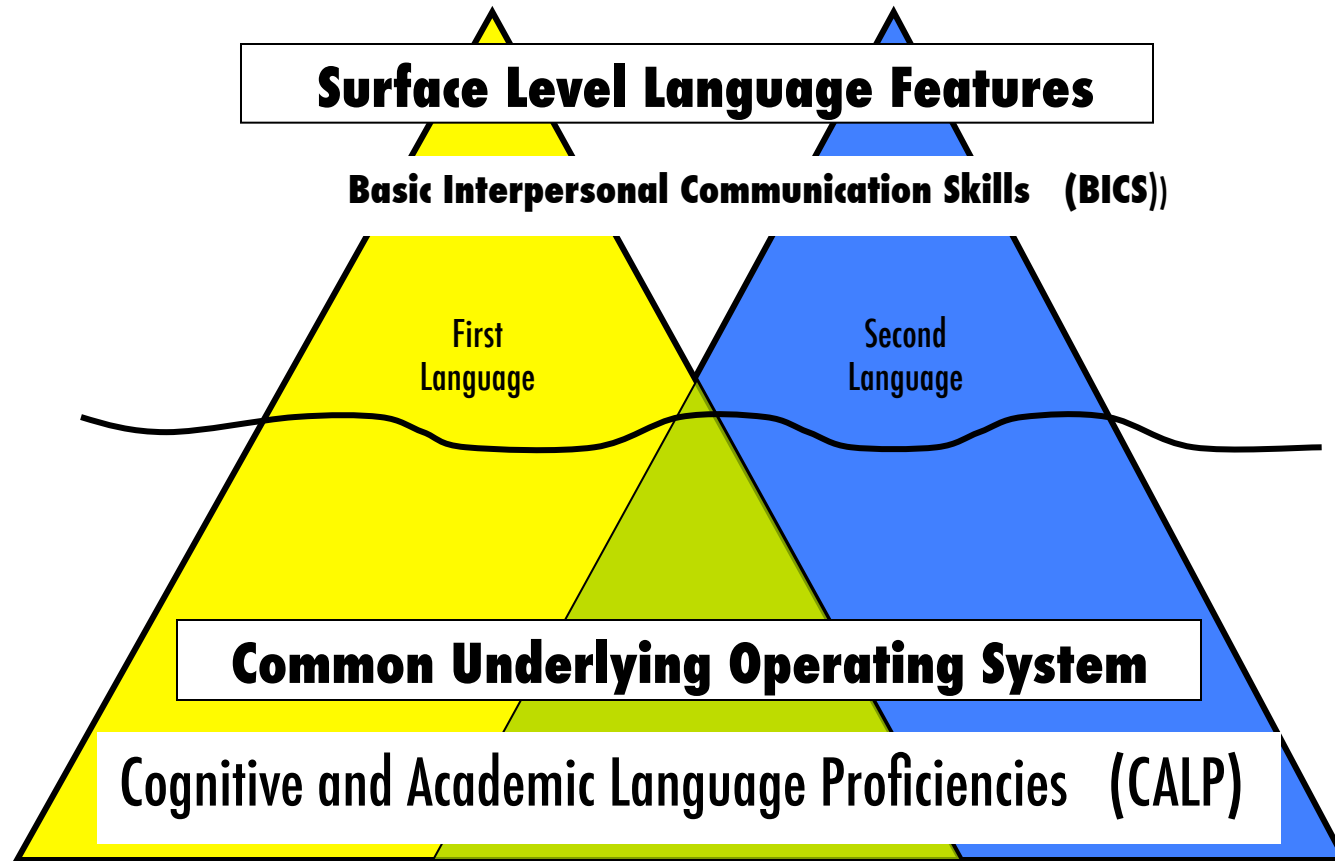 Surface Level Language Features
Basic Interpersonal Communication Skills (BICS))
First
Language
Second
Language
Common Underlying Operating System
Cognitive and Academic Language Proficiencies (CALP)